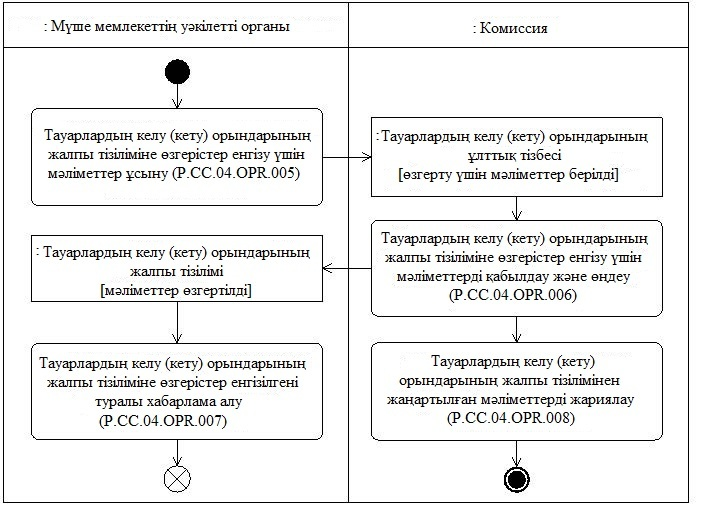 : Мүше мемлекеттің уәкілетті органы
: Комиссия
Тауарлардың келу (кету) орындарының
жалпы тізіліміне өзгерістер енгізу үшін
мәліметтер ұсыну (P.CC.04.OPR.005)
: Тауарлардың келу (кету) орындарының
ұлттық тізбесі
[өзгерту үшін мәліметтер берілді]
Тауарлардың келу (кету) орындарының
жалпы тізіліміне өзгерістер енгізу үшін
мәліметтерді қабылдау және өңдеу
(P.CC.04.OPR.006)
: Тауарлардың келу (кету) орындарының
жалпы тізілімі
[мәліметтер өзгертілді]
Тауарлардың келу (кету) орындарының
жалпы тізіліміне өзгерістер енгізілгені
туралы хабарлама алу
(P.CC.04.OPR.007)
Тауарлардың келу (кету)
орындарының жалпы тізілімінен
жаңартылған мәліметтерді жариялау
(P.CC.04.OPR.008)